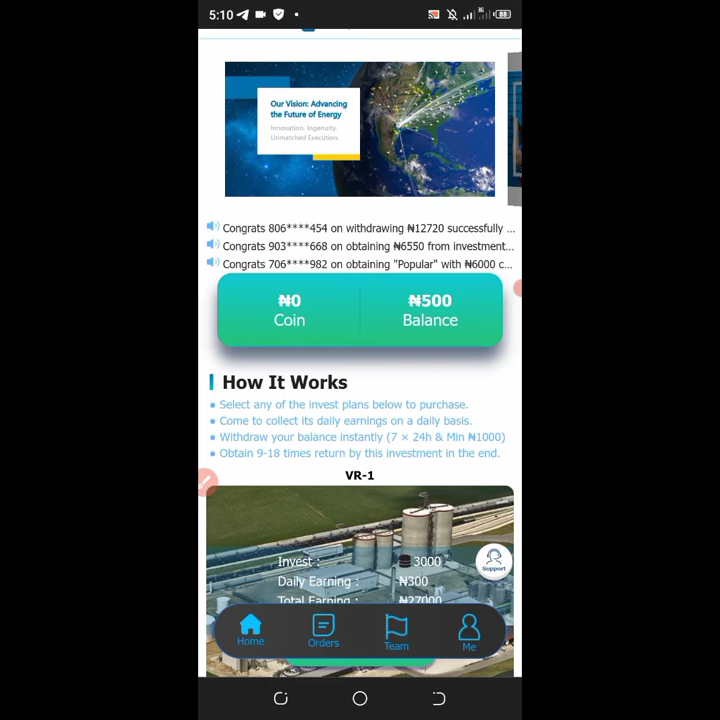 5:10
3G
88
Our Vision: Advancing
the Future of Energy
Innovation. Ingenuity.
Unmatched Execution.
Congrats 806****454 on withdrawing ₦12720 successfully ...
Congrats 903****668 on obtaining ₦6550 from investment...
Congrats 706****982 on obtaining "Popular" with ₦6000 c...
₦0
Coin
₦500
Balance
How It Works
• Select any of the invest plans below to purchase.
• Come to collect its daily earnings on a daily basis.
• Withdraw your balance instantly (7 × 24h & Min ₦1000)
• Obtain 9-18 times return by this investment in the end.
VR-1
Invest : 3000
Daily Earning : ₦300
Total Earning : ₦27000
Support
Home
Orders
Team
Me